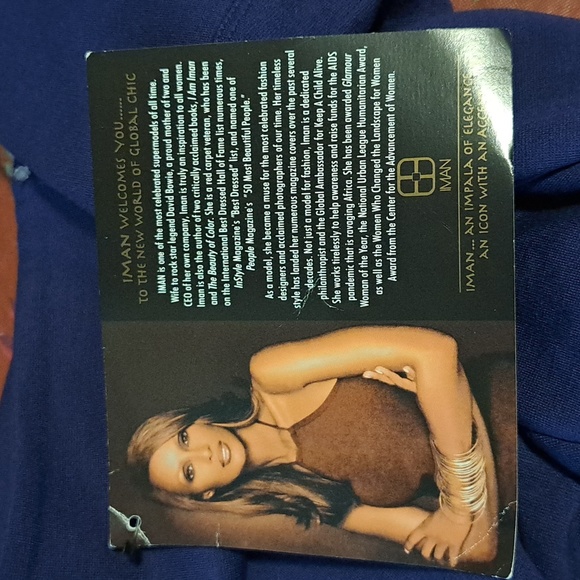 IMAN WELCOMES YOU......
TO THE NEW WORLD OF GLOBAL CHIC
IMAN is one of the most celebrated supermodels of all time.
Wife to rock star legend David Bowie, a proud mother of two and
CEO of her own company, Iman is truly an inspiration to all women.
Iman is also the author of two critically acclaimed books, I Am Iman
and The Beauty of Color. She is a red carpet veteran, who has been
on the International Best Dressed Hall of Fame list numerous times,
InStyle Magazine's "Best Dressed" list, and named one of
People Magazine's "50 Most Beautiful People."
As a model, she became a muse for the most celebrated fashion
designers and acclaimed photographers of our time. Her timeless
style has landed her numerous magazine covers over the past several
decades. Not just a model for fashion, Iman is a dedicated
philanthropist and the Global Ambassador for Keep A Child Alive.
She works tirelessly to help awareness and raise funds for the AIDS
pandemic that is ravaging Africa. She has been awarded Glamour
Woman of the Year, the National Urban League Humanitarian Award,
as well as the Women Who Changed the Landscape for Women
Award from the Center for the Advancement of Women.
IMAN
IMAN... AN IMPALA OF ELEGANCE
AN ICON WITH AN